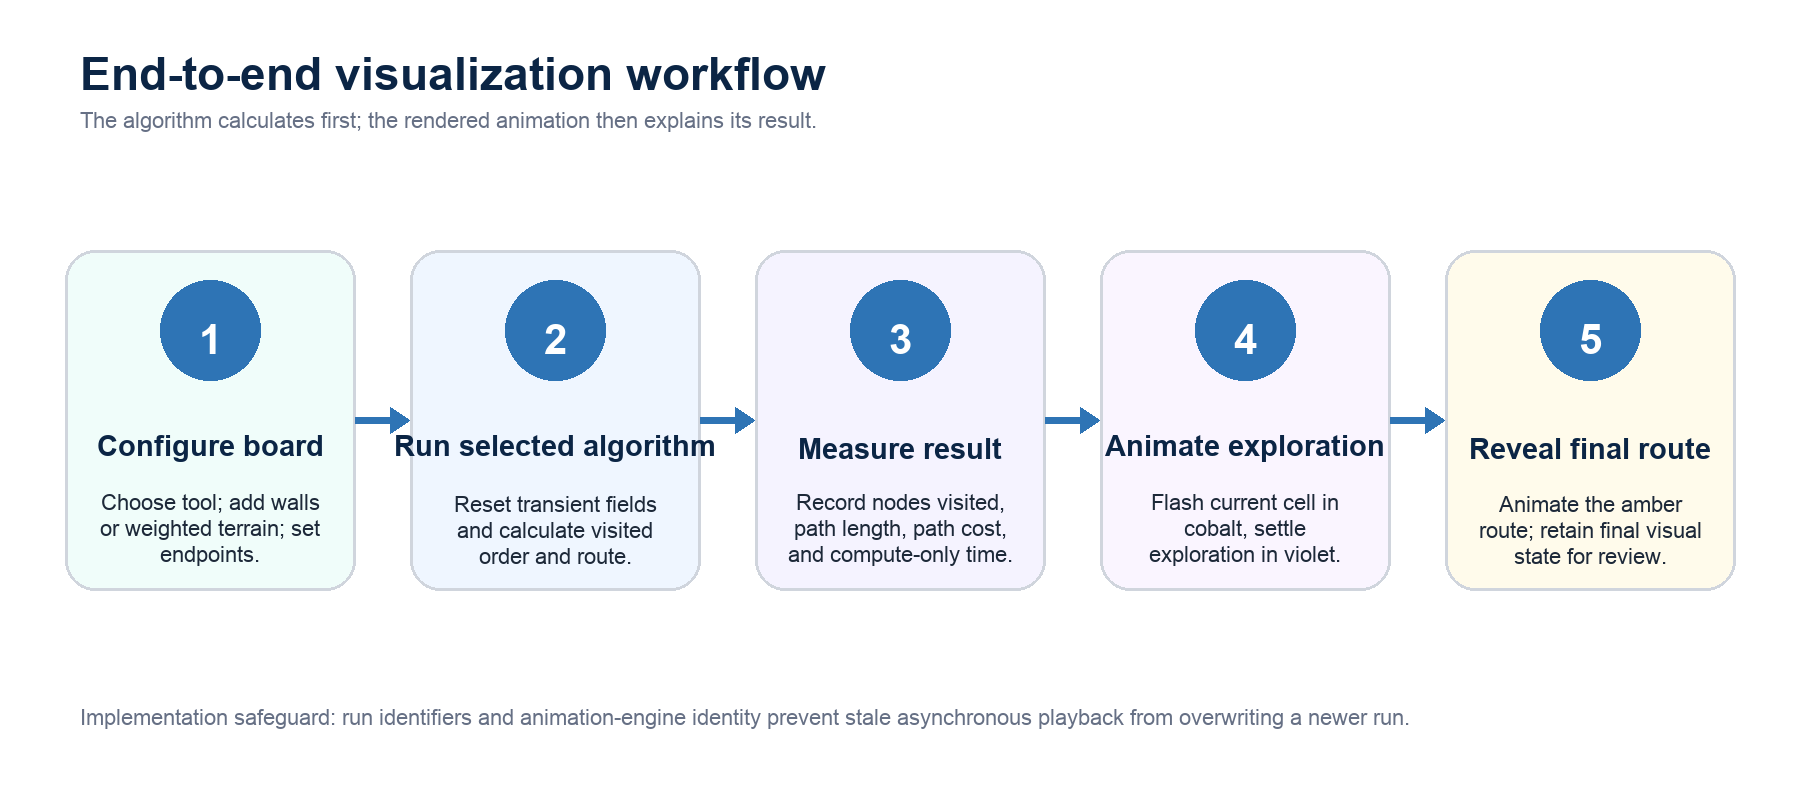 End-to-end visualization workflow
The algorithm calculates first; the rendered animation then explains its result.
1
Configure board
Choose tool; add walls
or weighted terrain; set
endpoints.
2
Run selected algorithm
Reset transient fields
and calculate visited
order and route.
3
Measure result
Record nodes visited,
path length, path cost,
and compute-only time.
4
Animate exploration
Flash current cell in
cobalt, settle
exploration in violet.
5
Reveal final route
Animate the amber
route; retain final visual
state for review.
Implementation safeguard: run identifiers and animation-engine identity prevent stale asynchronous playback from overwriting a newer run.